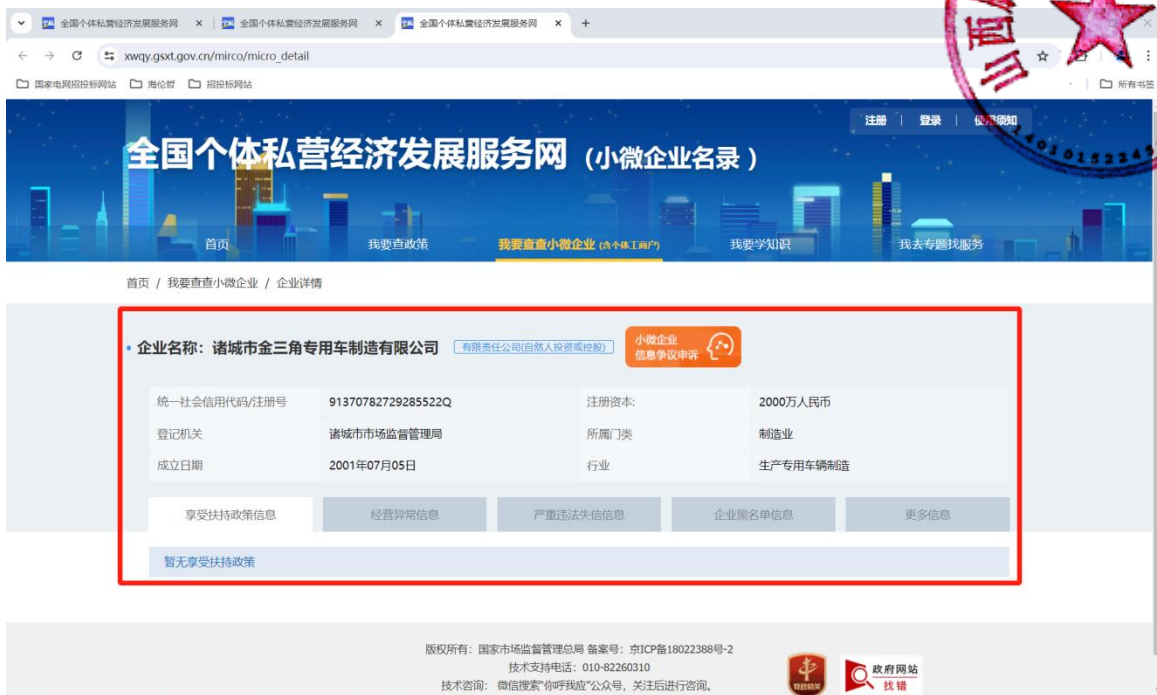 全国个体私营经济发展服务网
全国个体私营经济发展服务网
全国个体私营经济发展服务网
xwqy.gsxt.gov.cn/mirco/micro_detail
国家电网招投标网站 海伦哲 招投标网站 所有书签
注册 | 登录 | 使用须知
全国个体私营经济发展服务网 (小微企业名录)
首页 我要查政策 我要查查小微企业 (含个体工商户) 我要学知识 我去专题找服务
首页 / 我要查查小微企业 / 企业详情
企业名称：诸城市金三角专用车制造有限公司 有限责任公司(自然人投资或控股) 小微企业
信息争议申诉
统一社会信用代码/注册号 91370782729285522Q 注册资本: 2000万人民币
登记机关 诸城市市场监督管理局 所属门类 制造业
成立日期 2001年07月05日 行业 生产专用车辆制造
享受扶持政策信息 经营异常信息 严重违法失信信息 企业黑名单信息 更多信息
暂无享受扶持政策
版权所有：国家市场监督管理总局 备案号：京ICP备18022388号-2
技术支持电话：010-82260310
技术咨询： 微信搜索"你呼我应"公众号，关注后进行咨询。
党政机关
政府网站
找错